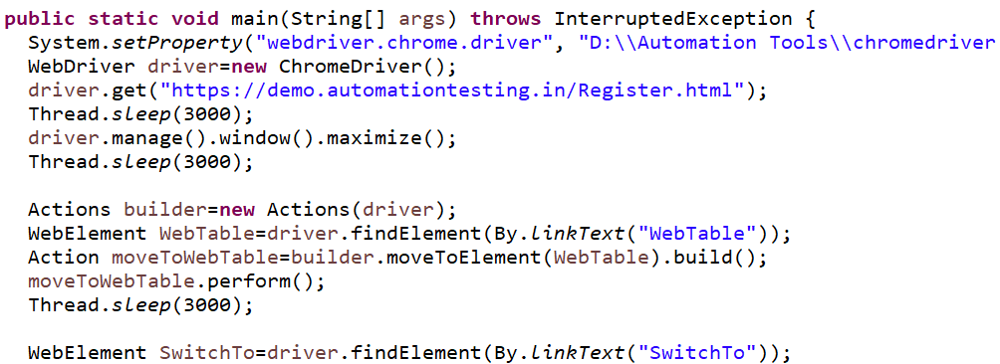 public static void main(String[] args) throws InterruptedException {
System.setProperty("webdriver.chrome.driver", "D:\\Automation Tools\\chromedriver
WebDriver driver=new ChromeDriver();
driver.get("https://demo.automationtesting.in/Register.html");
Thread.sleep(3000);
driver.manage().window().maximize();
Thread.sleep(3000);
Actions builder=new Actions(driver);
WebElement WebTable=driver.findElement(By.linkText("WebTable"));
Action moveToWebTable=builder.moveToElement(WebTable).build();
moveToWebTable.perform();
Thread.sleep(3000);
WebElement SwitchTo=driver.findElement(By.linkText("SwitchTo"));